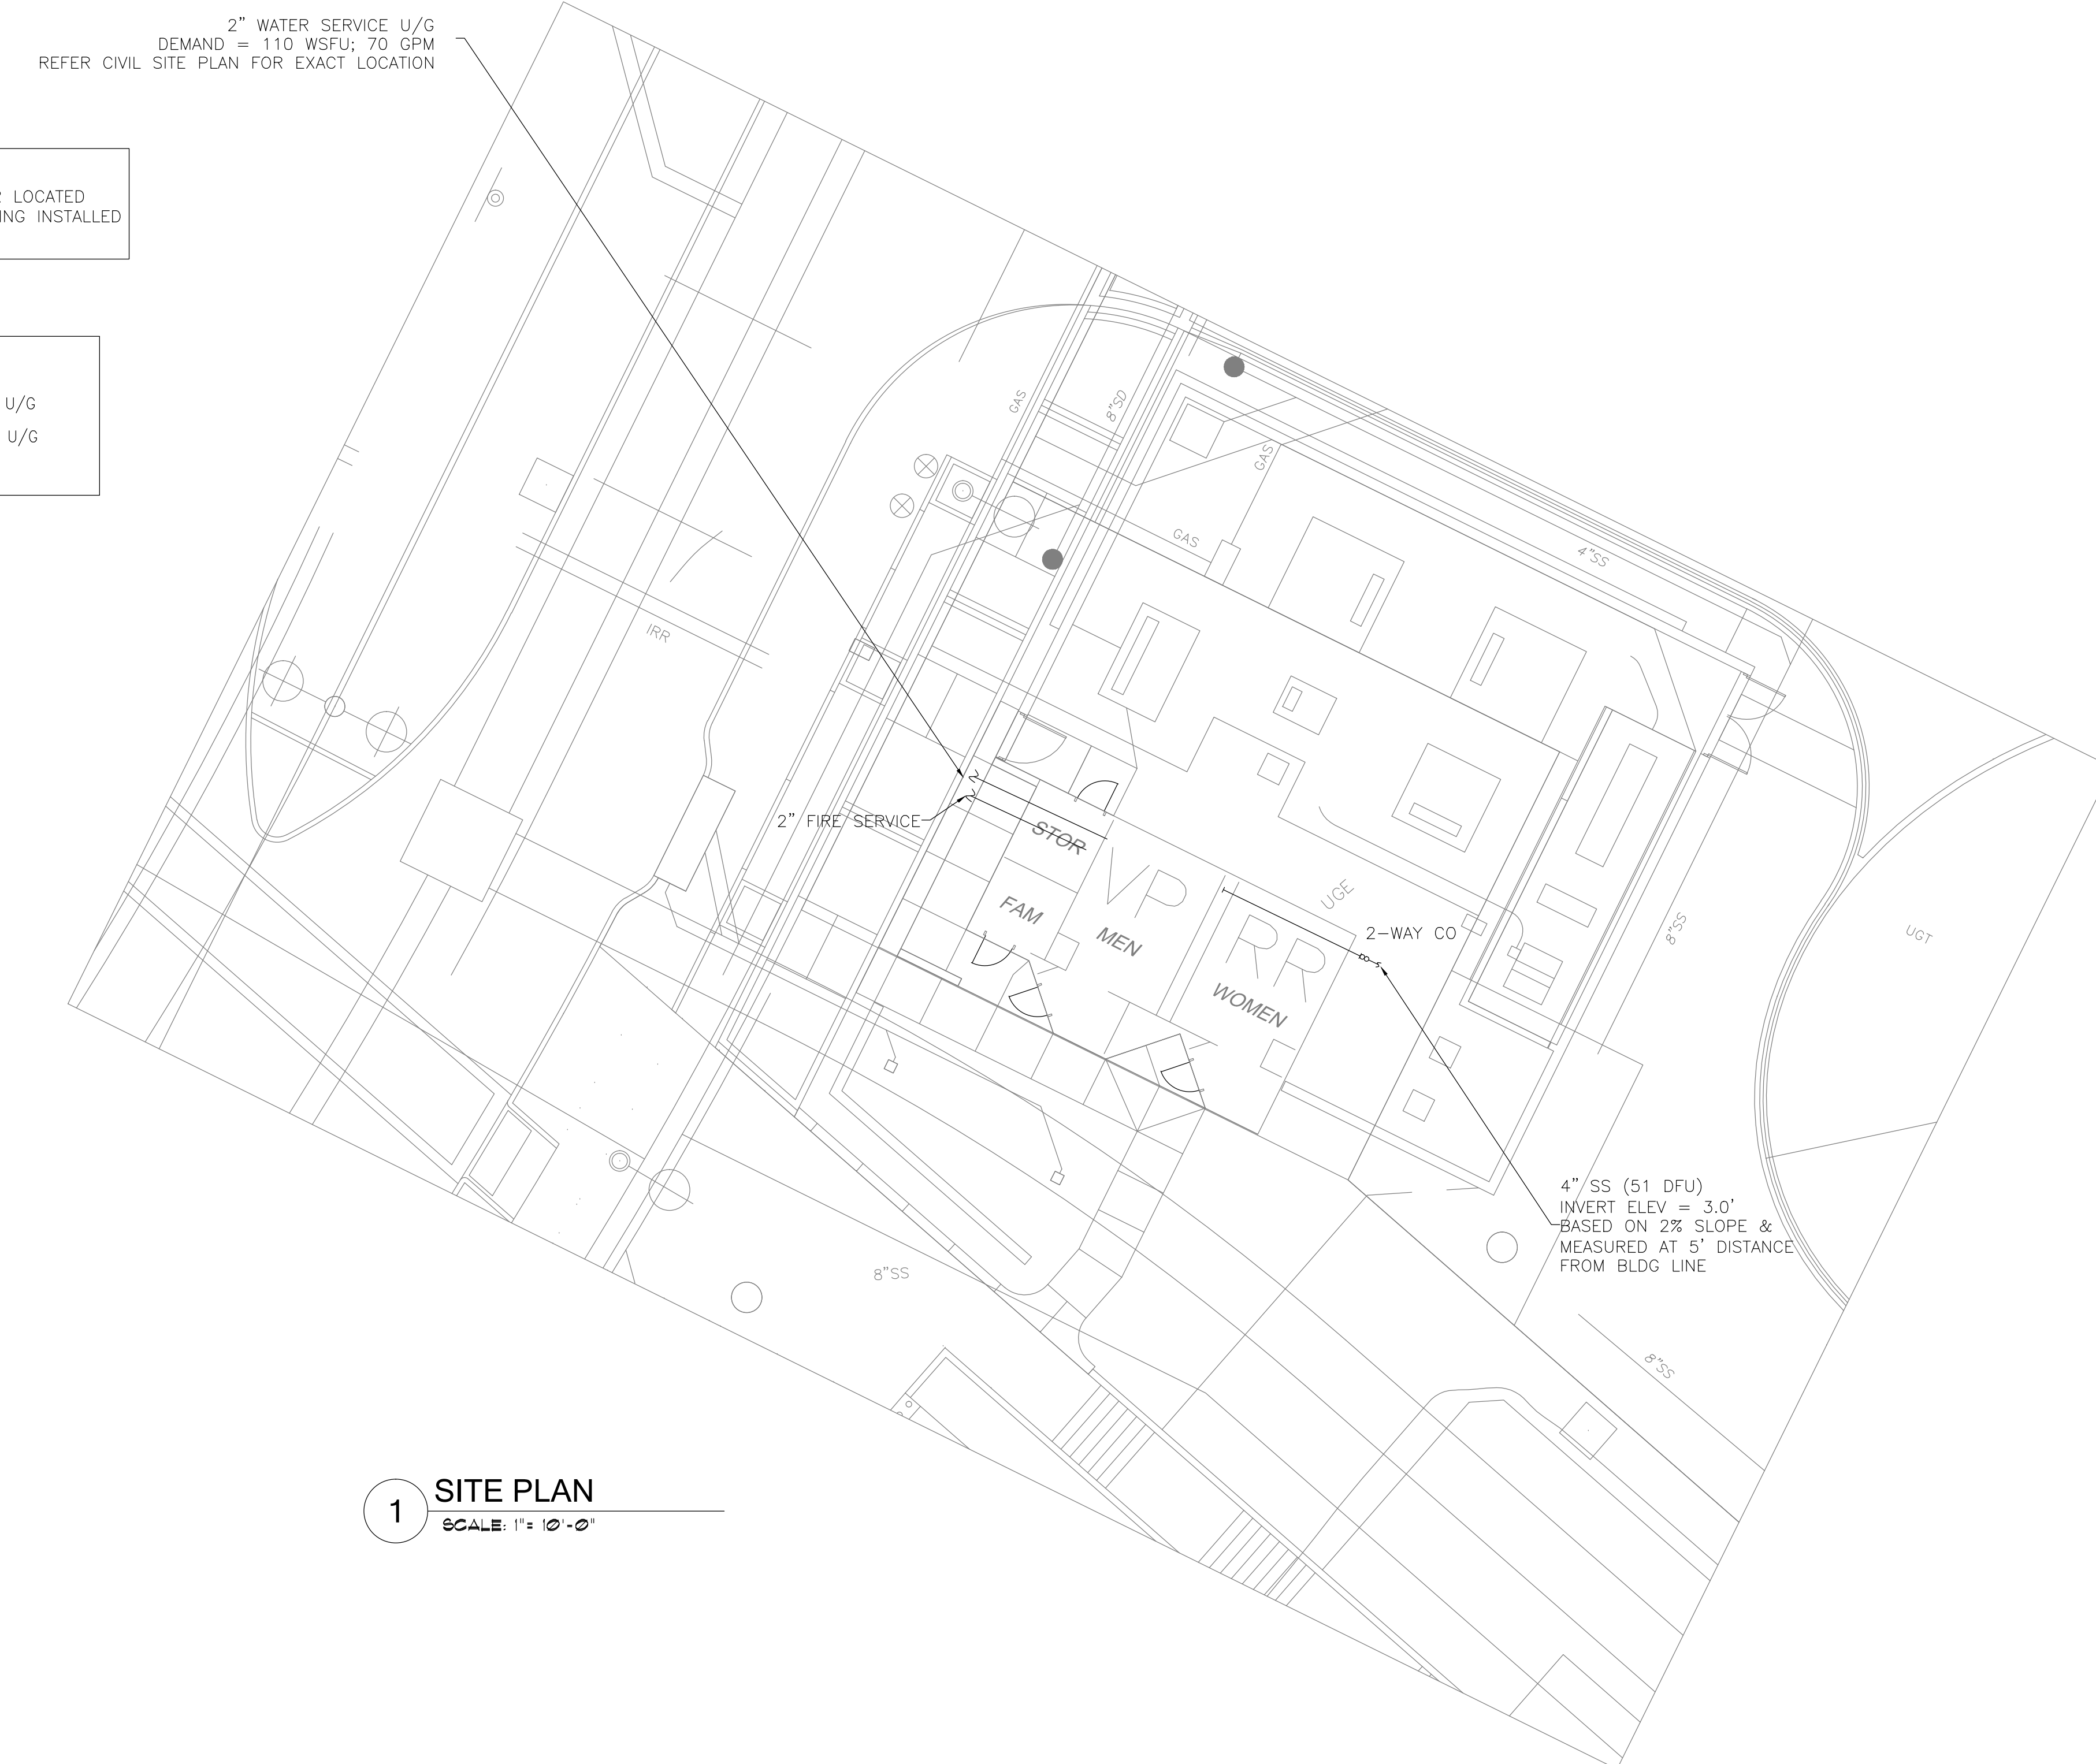 2" WATER SERVICE U/G
DEMAND = 110 WSFU; 70 GPM
REFER CIVIL SITE PLAN FOR EXACT LOCATION
LOCATED
ING INSTALLED
U/G
U/G
GAS
8"SD
GAS
GAS
4"SS
IRR
2" FIRE SERVICE
STOR
VP
FAM
MEN
UGE
RR
WOMEN
2-WAY CO
8"SS
UGT
4" SS (51 DFU)
INVERT ELEV = 3.0'
BASED ON 2% SLOPE &
MEASURED AT 5' DISTANCE
FROM BLDG LINE
8"SS
8"SS
1
SITE PLAN
SCALE: 1"= 10'-0"